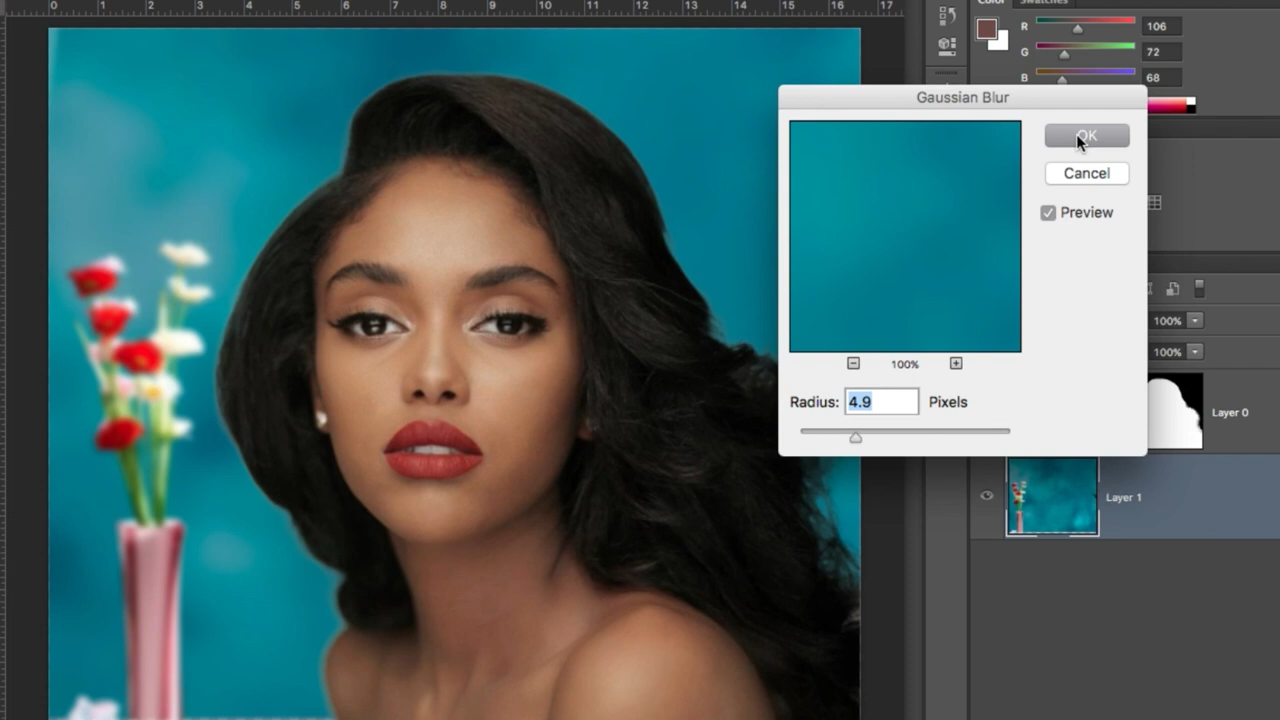 Color Swatches
0 1 2 3 4 5 6 7 8 9 10 11 12 13 14 15 16 17
R 106
G 72
B 68
Gaussian Blur
OK
Cancel
Preview
100%
Radius: 4.9 Pixels
100%
100%
Layer 0
Layer 1